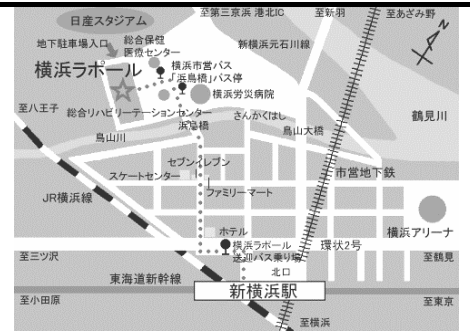 日産スタジアム
至第三京浜 港北IC
至新羽
至あざみ野
地下駐車場入口
総合保健
医療センター
新横浜元石川線
横浜市営バス
「浜鳥橋」バス停
横浜ラポール
横浜労災病院
至八王子
総合リハビリテーションセンター
さんかくはし
鶴見川
浜鳥橋
鳥山川
鳥山大橋
セブンイレブン
スケートセンター
市営地下鉄
ファミリーマート
JR横浜線
ホテル
横浜ラポール
送迎バス乗り場
環状2号
横浜アリーナ
至三ツ沢
北口
至鶴見
東海道新幹線
新横浜駅
至小田原
至東京
至横浜